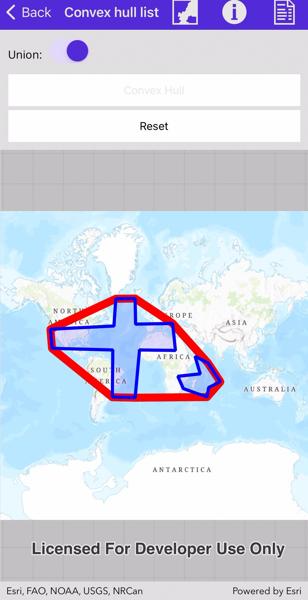 Back
Convex hull list
Union:
Convex Hull
Reset
NORTH
AMERICA
EUROPE
ASIA
AFRICA
SOUTH
AMERICA
AUSTRALIA
ANTARCTICA
Licensed For Developer Use Only
Esri, FAO, NOAA, USGS, NRCan
Powered by Esri